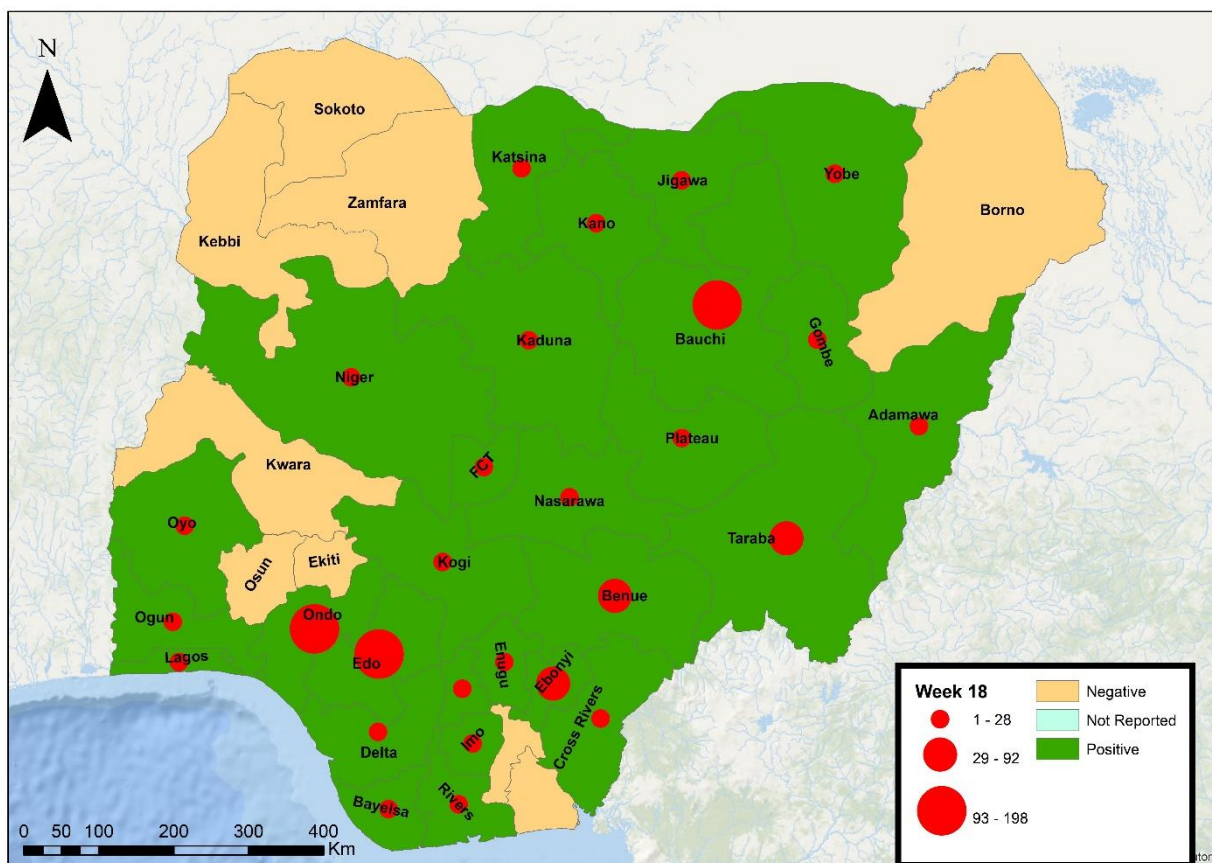 N
Sokoto
Katsina
Yobe
Jigawa
Zamfara
Borno
Kano
Kebbi
Kaduna
Bauchi
Gombe
Niger
Adamawa
Plateau
Kwara
FCT
Nasarawa
Oyo
Taraba
Osun
Ekiti
Kogi
Benue
Ondo
Ogun
Lagos
Edo
Enugu
Ebonyi
Cross Rivers
Delta
Imo
Bayelsa
Rivers
Week 18
1 - 28
29 - 92
93 - 198
Negative
Not Reported
Positive
0 50 100 200 300 400
Km